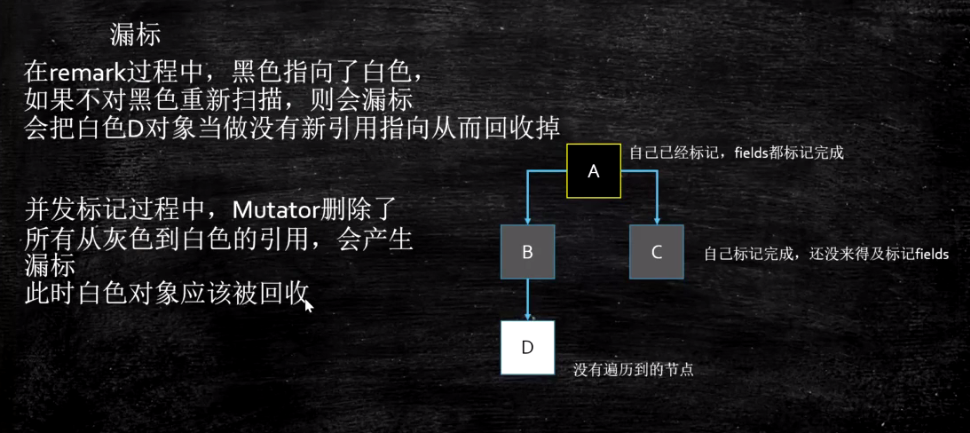 漏标
在remark过程中，黑色指向了白色，
如果不对黑色重新扫描，则会漏标
会把白色D对象当做没有新引用指向从而回收掉
A
自己已经标记，fields都标记完成
并发标记过程中，Mutator删除了
所有从灰色到白色的引用，会产生
漏标
此时白色对象应该被回收
B
C
自己标记完成，还没来得及标记fields
D
没有遍历到的节点